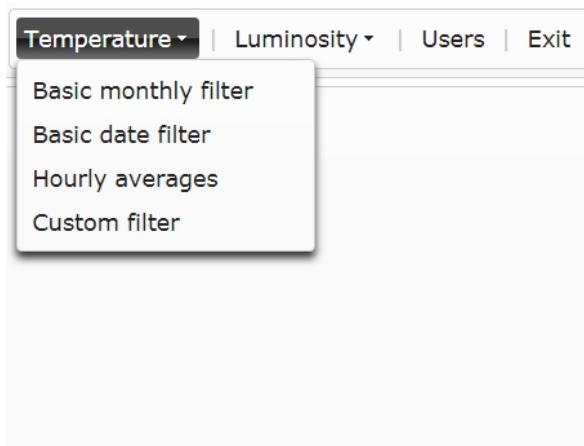 Temperature | Luminosity | Users | Exit
Basic monthly filter
Basic date filter
Hourly averages
Custom filter